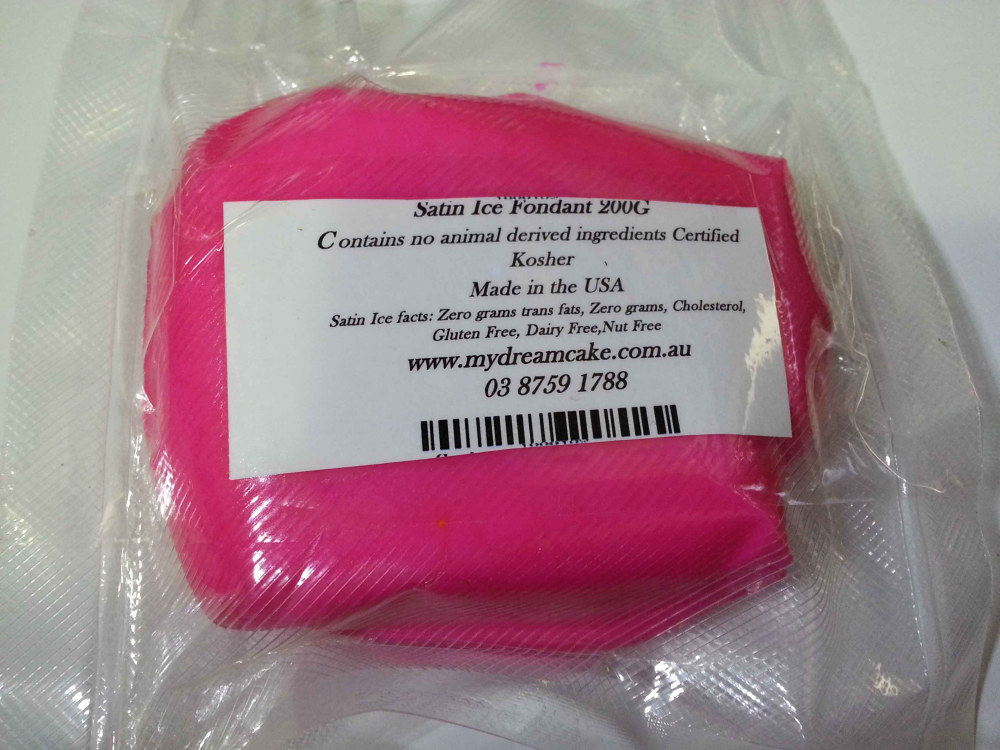 Satin Ice Fondant 200G
Contains no animal derived ingredients Certified
Kosher
Made in the USA
Satin Ice facts: Zero grams trans fats, Zero grams, Cholesterol,
Gluten Free, Dairy Free,Nut Free
www.mydreamcake.com.au
03 8759 1788